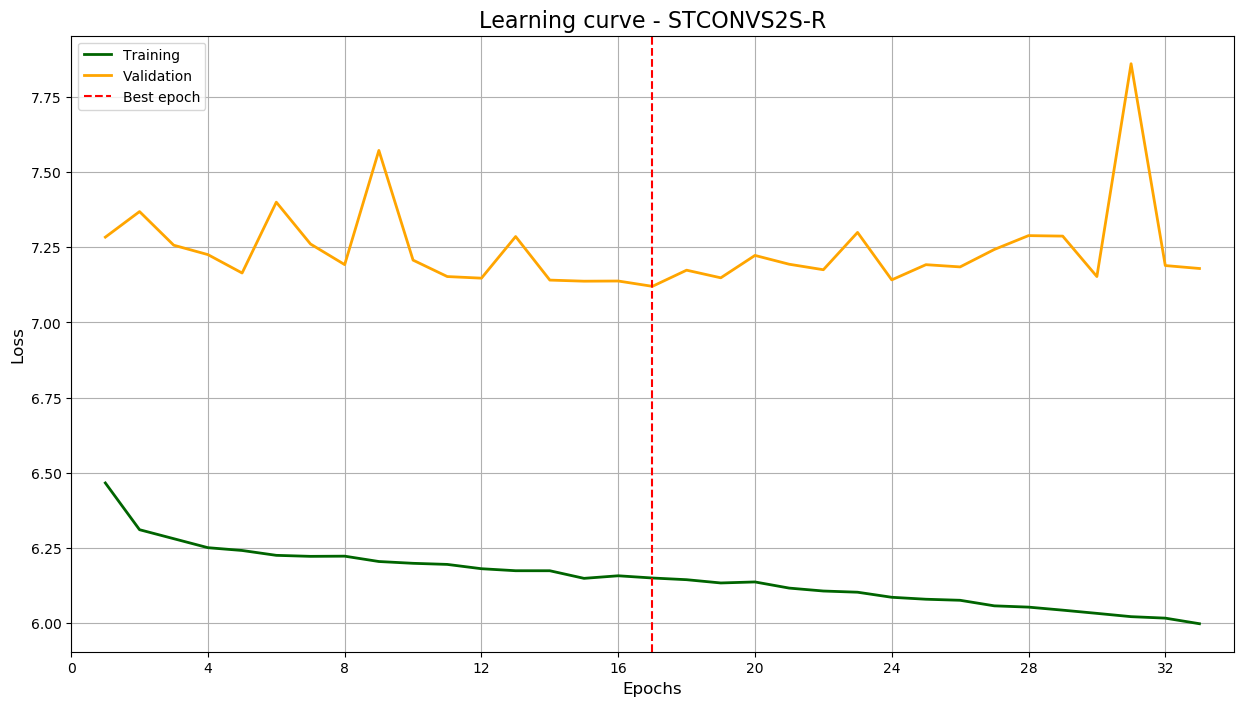 Learning curve - STCONVS2S-R
Training
Validation
Best epoch
7.75
7.50
7.25
7.00
6.75
6.50
6.25
6.00
Loss
0 4 8 12 16 20 24 28 32
Epochs